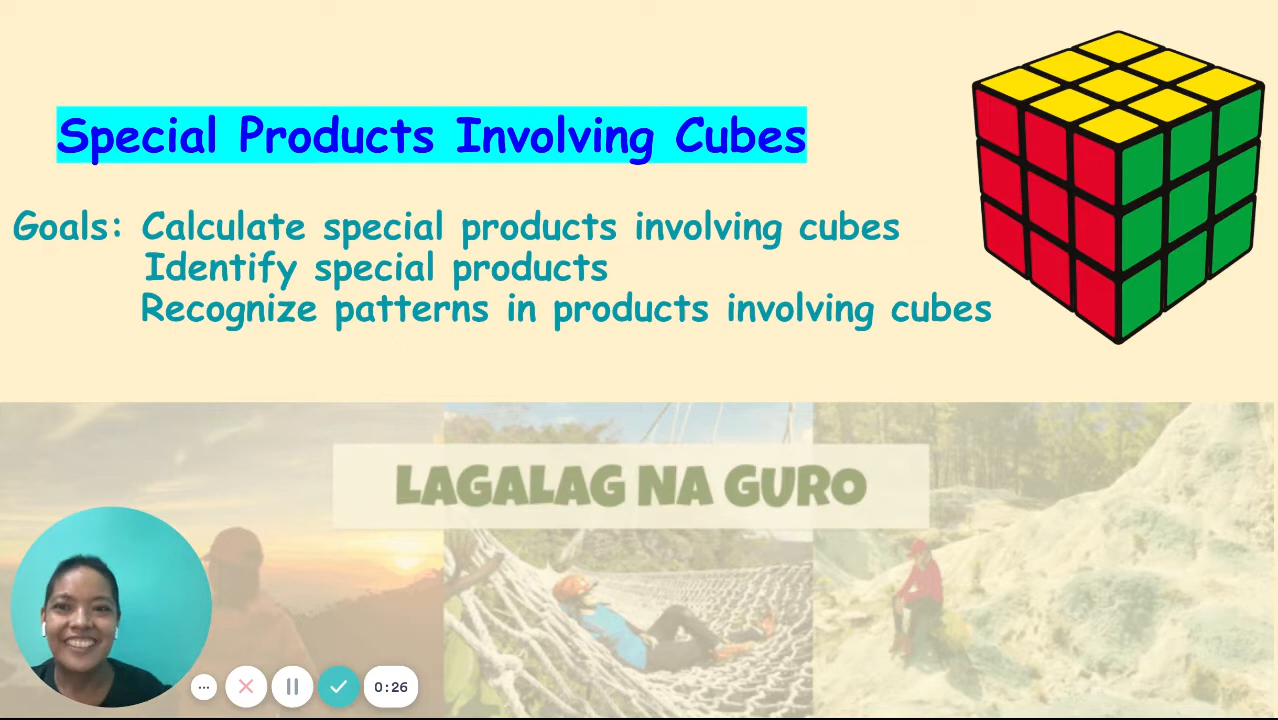 Special Products Involving Cubes
Goals: Calculate special products involving cubes
Identify special products
Recognize patterns in products involving cubes
LAGALAG NA GURO
0:26